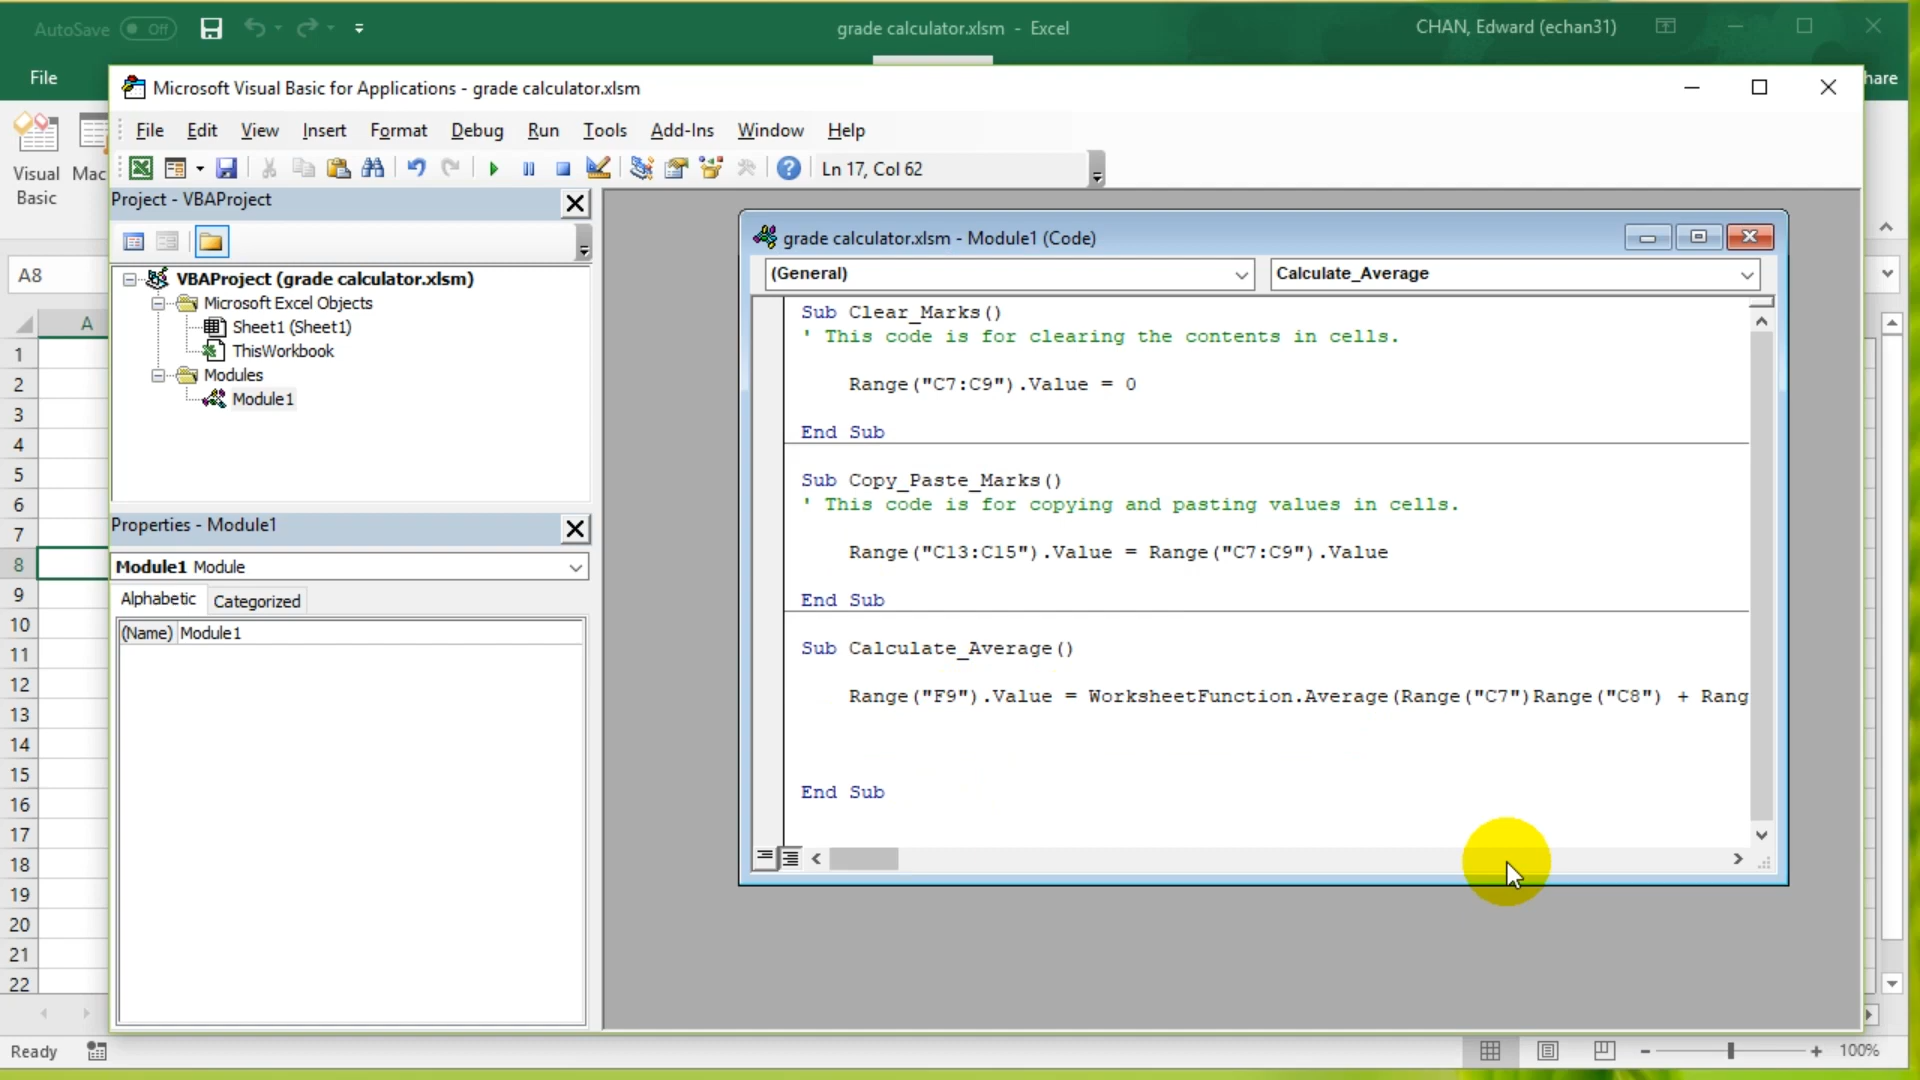 AutoSave Off grade calculator.xlsm - Excel CHAN, Edward (echan31)
File hare
Microsoft Visual Basic for Applications - grade calculator.xlsm
File Edit View Insert Format Debug Run Tools Add-Ins Window Help
Ln 17, Col 62
Visual Basic
Mac
Project - VBAProject
VBAProject (grade calculator.xlsm)
Microsoft Excel Objects
Sheet1 (Sheet1)
ThisWorkbook
Modules
Module1
Properties - Module1
Module1 Module
Alphabetic Categorized
(Name) Module1
A8
A
1
2
3
4
5
6
7
8
9
10
11
12
13
14
15
16
17
18
19
20
21
22
grade calculator.xlsm - Module1 (Code)
(General) Calculate_Average
Sub Clear_Marks()
' This code is for clearing the contents in cells.
Range("C7:C9").Value = 0
End Sub
Sub Copy_Paste_Marks()
' This code is for copying and pasting values in cells.
Range("C13:C15").Value = Range("C7:C9").Value
End Sub
Sub Calculate_Average()
Range("F9").Value = WorksheetFunction.Average(Range("C7")Range("C8") + Rang
End Sub
Ready 100%